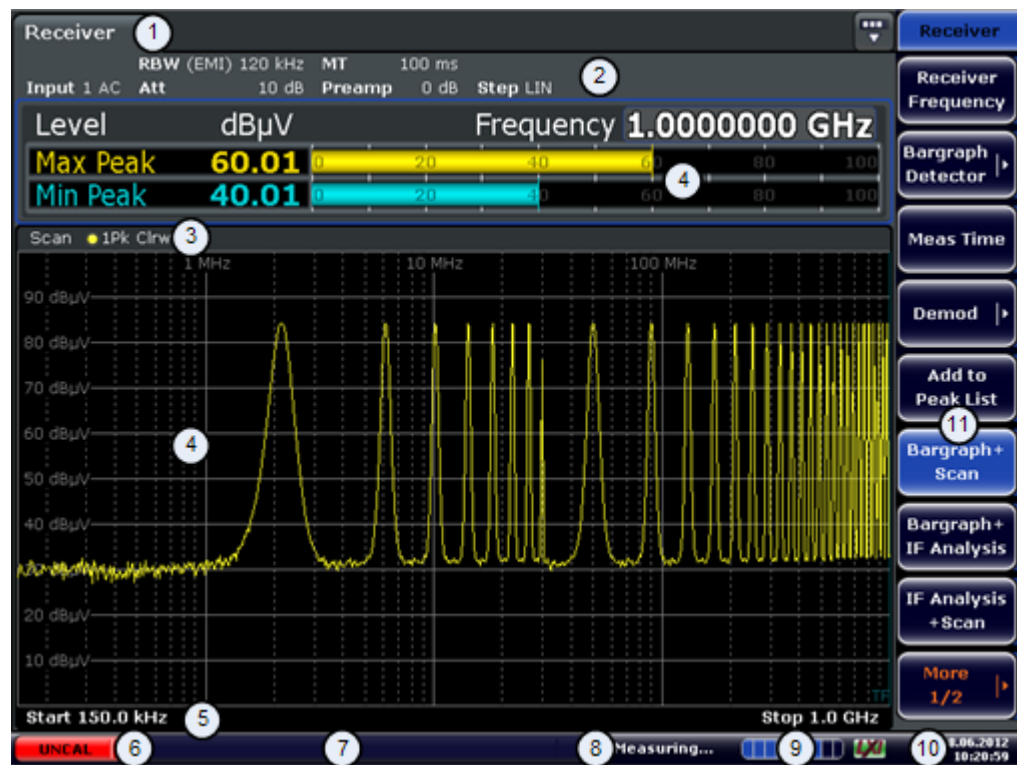 Receiver 1
RBW (EMI) 120 kHz MT 100 ms
Input 1 AC Att 10 dB Preamp 0 dB Step LIN 2
Level dBµV Frequency 1.0000000 GHz
Max Peak 60.01 0 20 40 60 80 100
4
Min Peak 40.01 0 20 40 60 80 100
Scan 1Pk Clrw 3
1 MHz 10 MHz 100 MHz
90 dBµV
80 dBµV
70 dBµV
60 dBµV
4
50 dBµV
40 dBµV
20 dBµV
10 dBµV
TF
Start 150.0 kHz 5 Stop 1.0 GHz
UNCAL 6 7 8 Measuring... 9 10 8.06.2012
10:20:59
Receiver
Receiver
Frequency
Bargraph
Detector
Meas Time
Demod
Add to
Peak List
11
Bargraph+
Scan
Bargraph+
IF Analysis
IF Analysis
+Scan
More
1/2